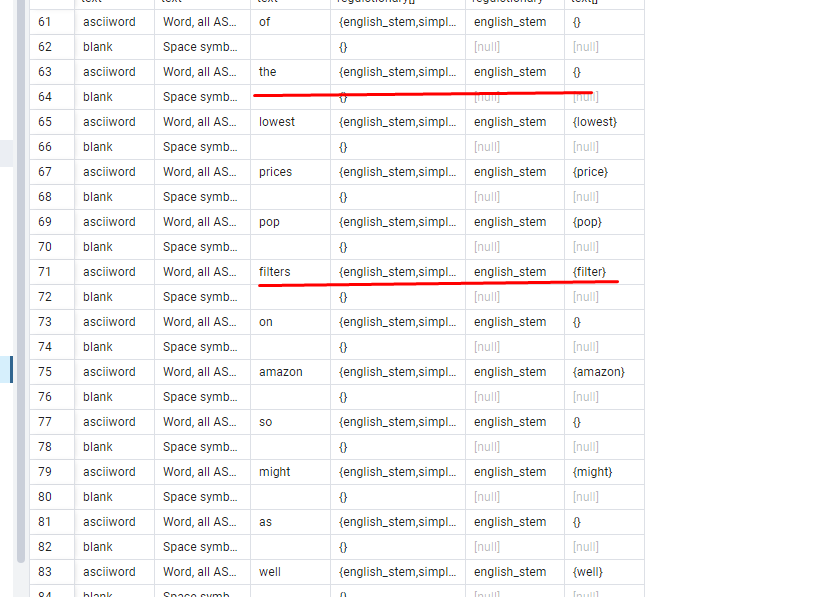 61 asciiword Word, all AS... of {english_stem,simpl... english_stem {}
62 blank Space symb... {} [null] [null]
63 asciiword Word, all AS... the {english_stem,simpl... english_stem {}
64 blank Space symb... {} [null] [null]
65 asciiword Word, all AS... lowest {english_stem,simpl... english_stem {lowest}
66 blank Space symb... {} [null] [null]
67 asciiword Word, all AS... prices {english_stem,simpl... english_stem {price}
68 blank Space symb... {} [null] [null]
69 asciiword Word, all AS... pop {english_stem,simpl... english_stem {pop}
70 blank Space symb... {} [null] [null]
71 asciiword Word, all AS... filters {english_stem,simpl... english_stem {filter}
72 blank Space symb... {} [null] [null]
73 asciiword Word, all AS... on {english_stem,simpl... english_stem {}
74 blank Space symb... {} [null] [null]
75 asciiword Word, all AS... amazon {english_stem,simpl... english_stem {amazon}
76 blank Space symb... {} [null] [null]
77 asciiword Word, all AS... so {english_stem,simpl... english_stem {}
78 blank Space symb... {} [null] [null]
79 asciiword Word, all AS... might {english_stem,simpl... english_stem {might}
80 blank Space symb... {} [null] [null]
81 asciiword Word, all AS... as {english_stem,simpl... english_stem {}
82 blank Space symb... {} [null] [null]
83 asciiword Word, all AS... well {english_stem,simpl... english_stem {well}
84 blank Space symb... {} [null] [null]